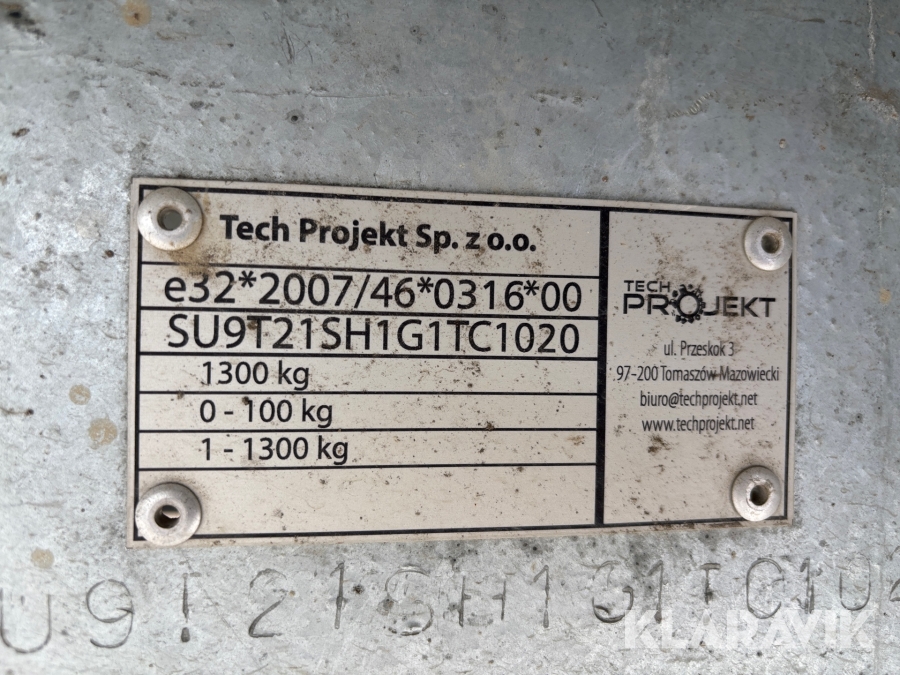 Tech Projekt Sp. z o.o.
e32*2007/46*0316*00
SU9T21SH1G1TC1020
1300 kg
0 - 100 kg
1 - 1300 kg
TECH
PROJEKT
ul. Przeskok 3
97-200 Tomaszów Mazowiecki
biuro@techprojekt.net
www.techprojekt.net
U9T21SH1G1TC102
KLARAVIK